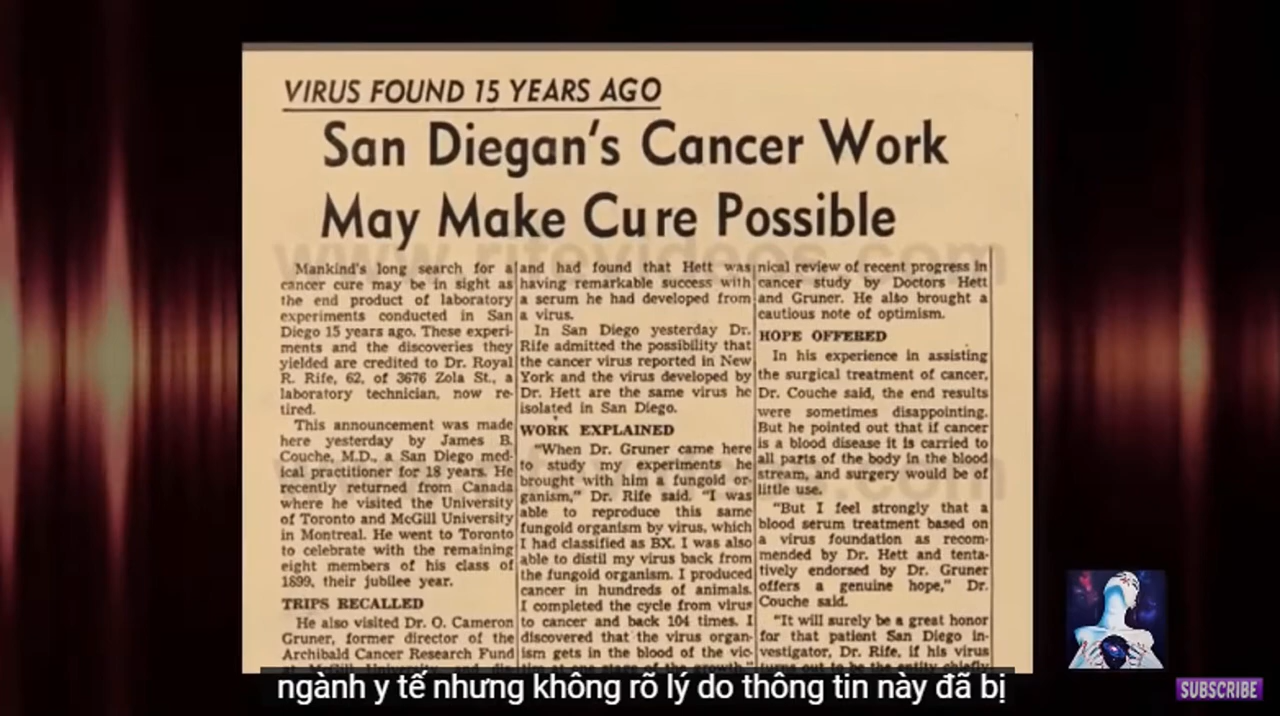 VIRUS FOUND 15 YEARS AGO
San Diegan's Cancer Work
May Make Cure Possible
Mankind's long search for a
cancer cure may be in sight as
the end product of laboratory
experiments conducted in San
Diego 15 years ago. These experi-
ments and the discoveries they
yielded are credited to Dr. Royal
R. Rife, 62, of 3676 Zola St., a
laboratory technician, now re-
tired.
This announcement was made
here yesterday by James B.
Couche, M.D., a San Diego med-
ical practitioner for 18 years. He
recently returned from Canada
where he visited the University
of Toronto and McGill University
in Montreal. He went to Toronto
to celebrate with the remaining
eight members of his class of
1899, their jubilee year.
TRIPS RECALLED
He also visited Dr. O. Cameron
Gruner, former director of the
Archibald Cancer Research Fund
and had found that Hett was
having remarkable success with
a serum he had developed from
a virus.
In San Diego yesterday Dr.
Rife admitted the possibility that
the cancer virus reported in New
York and the virus developed by
Dr. Hett are the same virus he
isolated in San Diego.
WORK EXPLAINED
"When Dr. Gruner came here
to study my experiments he
brought with him a fungoid or-
ganism," Dr. Rife said. "I was
able to reproduce this same
fungoid organism by virus, which
I had classified as BX. I was also
able to distil my virus back from
the fungoid organism. I produced
cancer in hundreds of animals.
I completed the cycle from virus
to cancer and back 104 times. I
discovered that the virus organ-
ism gets in the blood of the vic-
nical review of recent progress in
cancer study by Doctors Hett
and Gruner. He also brought a
cautious note of optimism.
HOPE OFFERED
In his experience in assisting
the surgical treatment of cancer,
Dr. Couche said, the end results
were sometimes disappointing.
But he pointed out that if cancer
is a blood disease it is carried to
all parts of the body in the blood
stream, and surgery would be of
little use.
"But I feel strongly that a
blood serum treatment based on
a virus foundation as recom-
mended by Dr. Hett and tenta-
tively endorsed by Dr. Gruner
offers a genuine hope," Dr.
Couche said.
"It will surely be a great honor
for that patient San Diego in-
vestigator, Dr. Rife, if his virus
www.rifevideos.com
ngành y tế nhưng không rõ lý do thông tin này đã bị
SUBSCRIBE